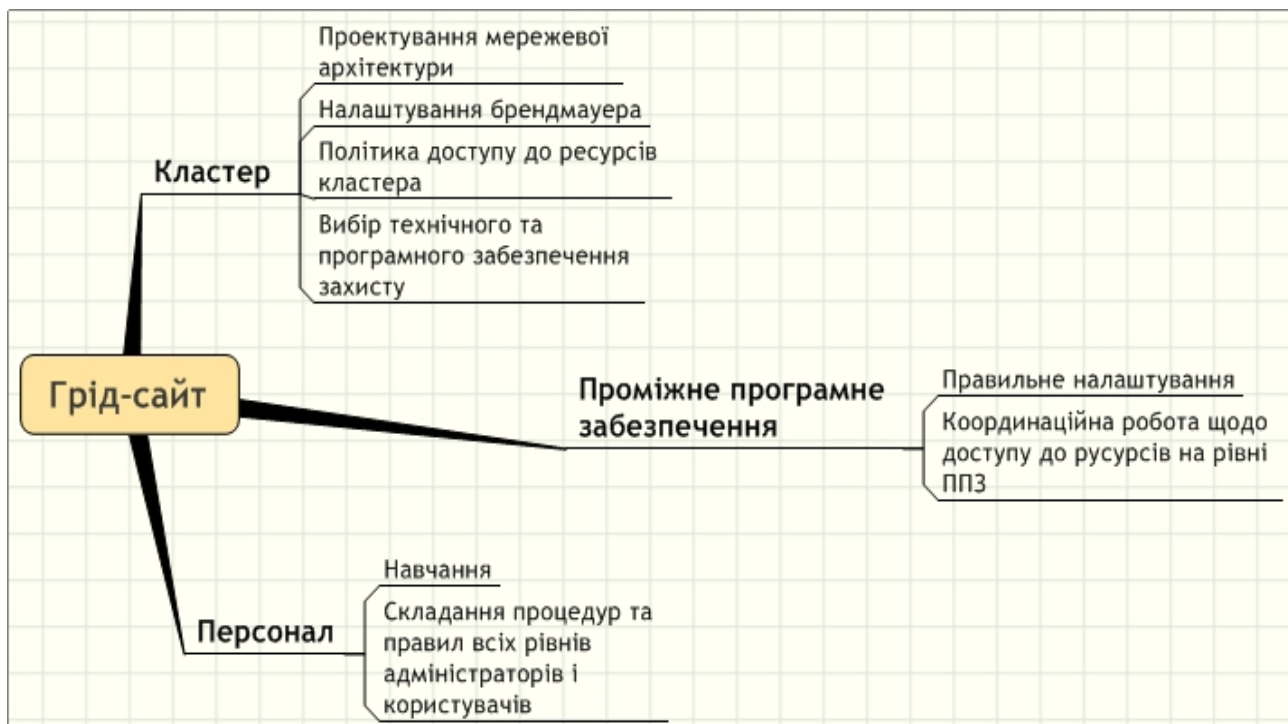 Проектування мережевої
архітектури
Налаштування брендмауера
Політика доступу до ресурсів
кластера
Вибір технічного та
програмного забезпечення
захисту
Кластер
Грід-сайт
Проміжне програмне
забезпечення
Правильне налаштування
Координаційна робота щодо
доступу до русурсів на рівні
ППЗ
Персонал
Навчання
Складання процедур та
правил всіх рівнів
адміністраторів і
користувачів